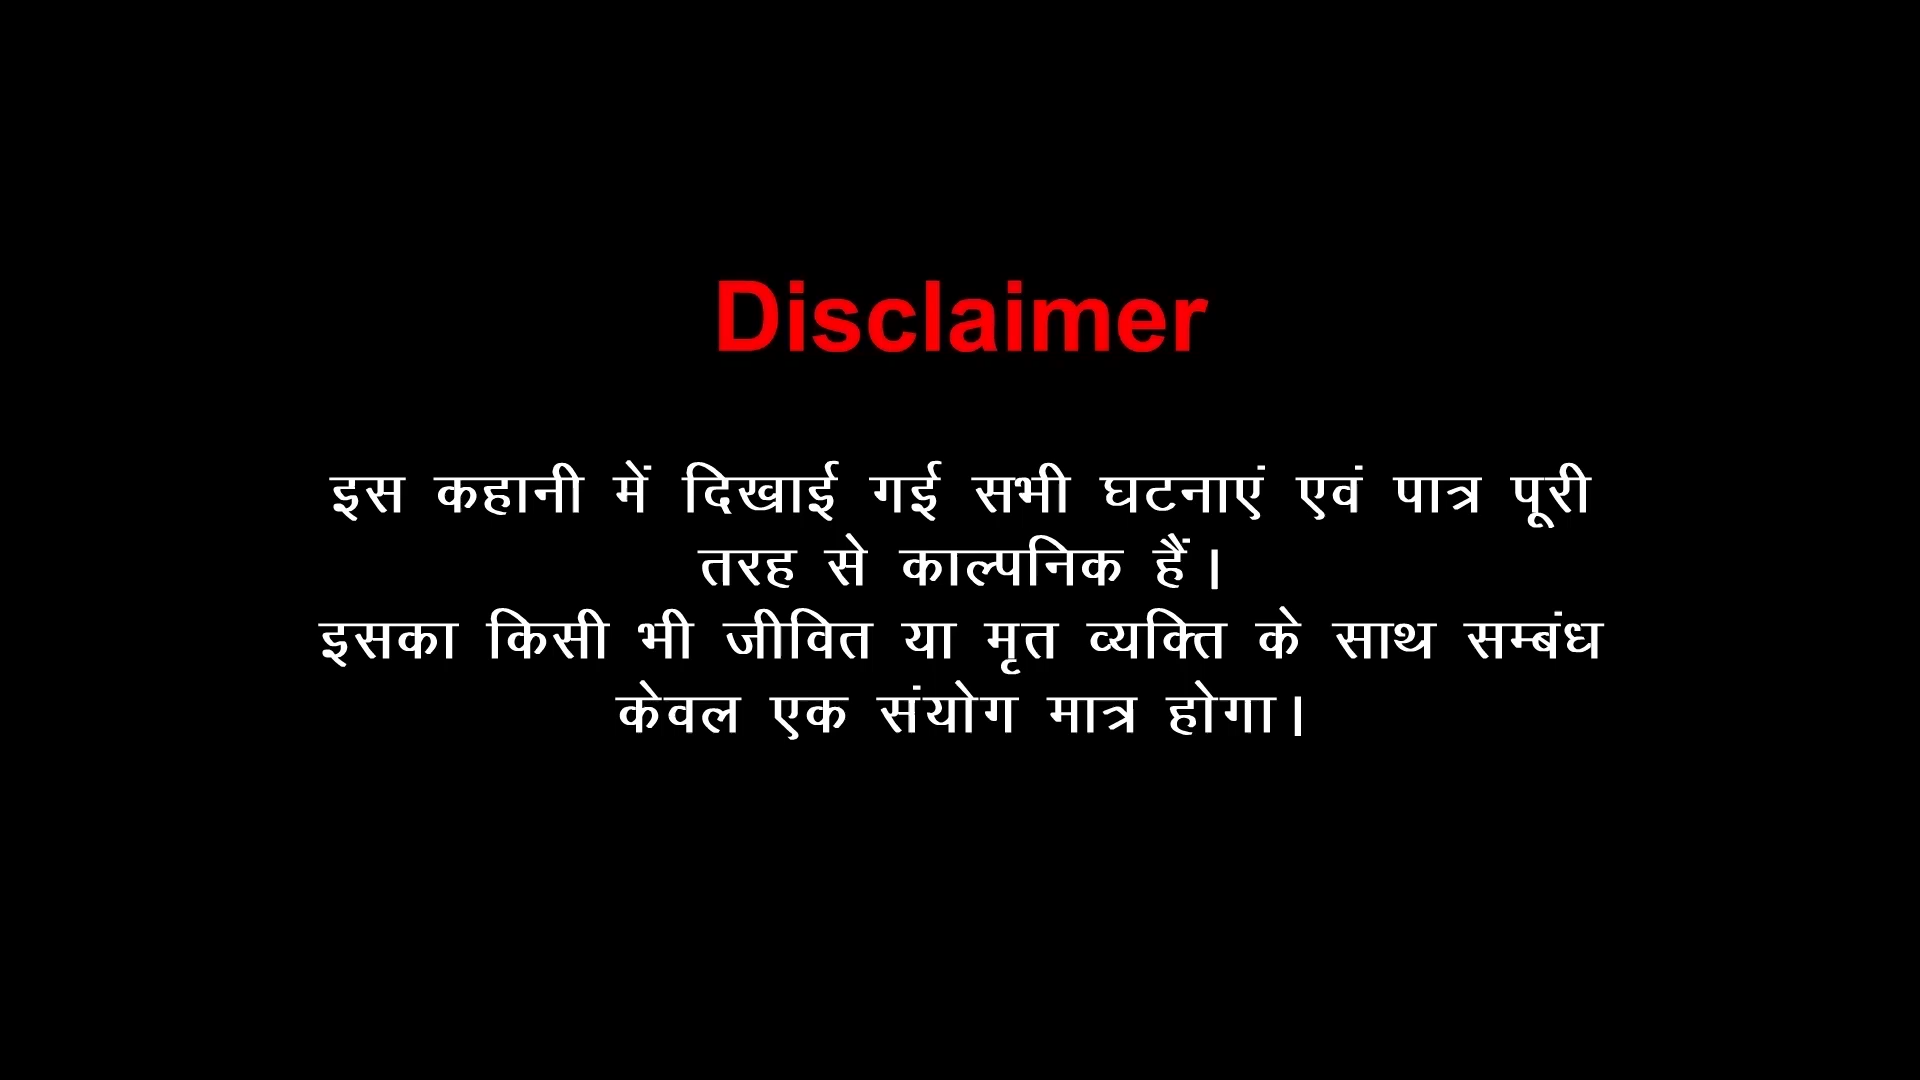 Disclaimer
इस कहानी में दिखाई गई सभी घटनाएं एवं पात्र पूरी
तरह से काल्पनिक हैं।
इसका किसी भी जीवित या मृत व्यक्ति के साथ सम्बंध
केवल एक संयोग मात्र होगा।